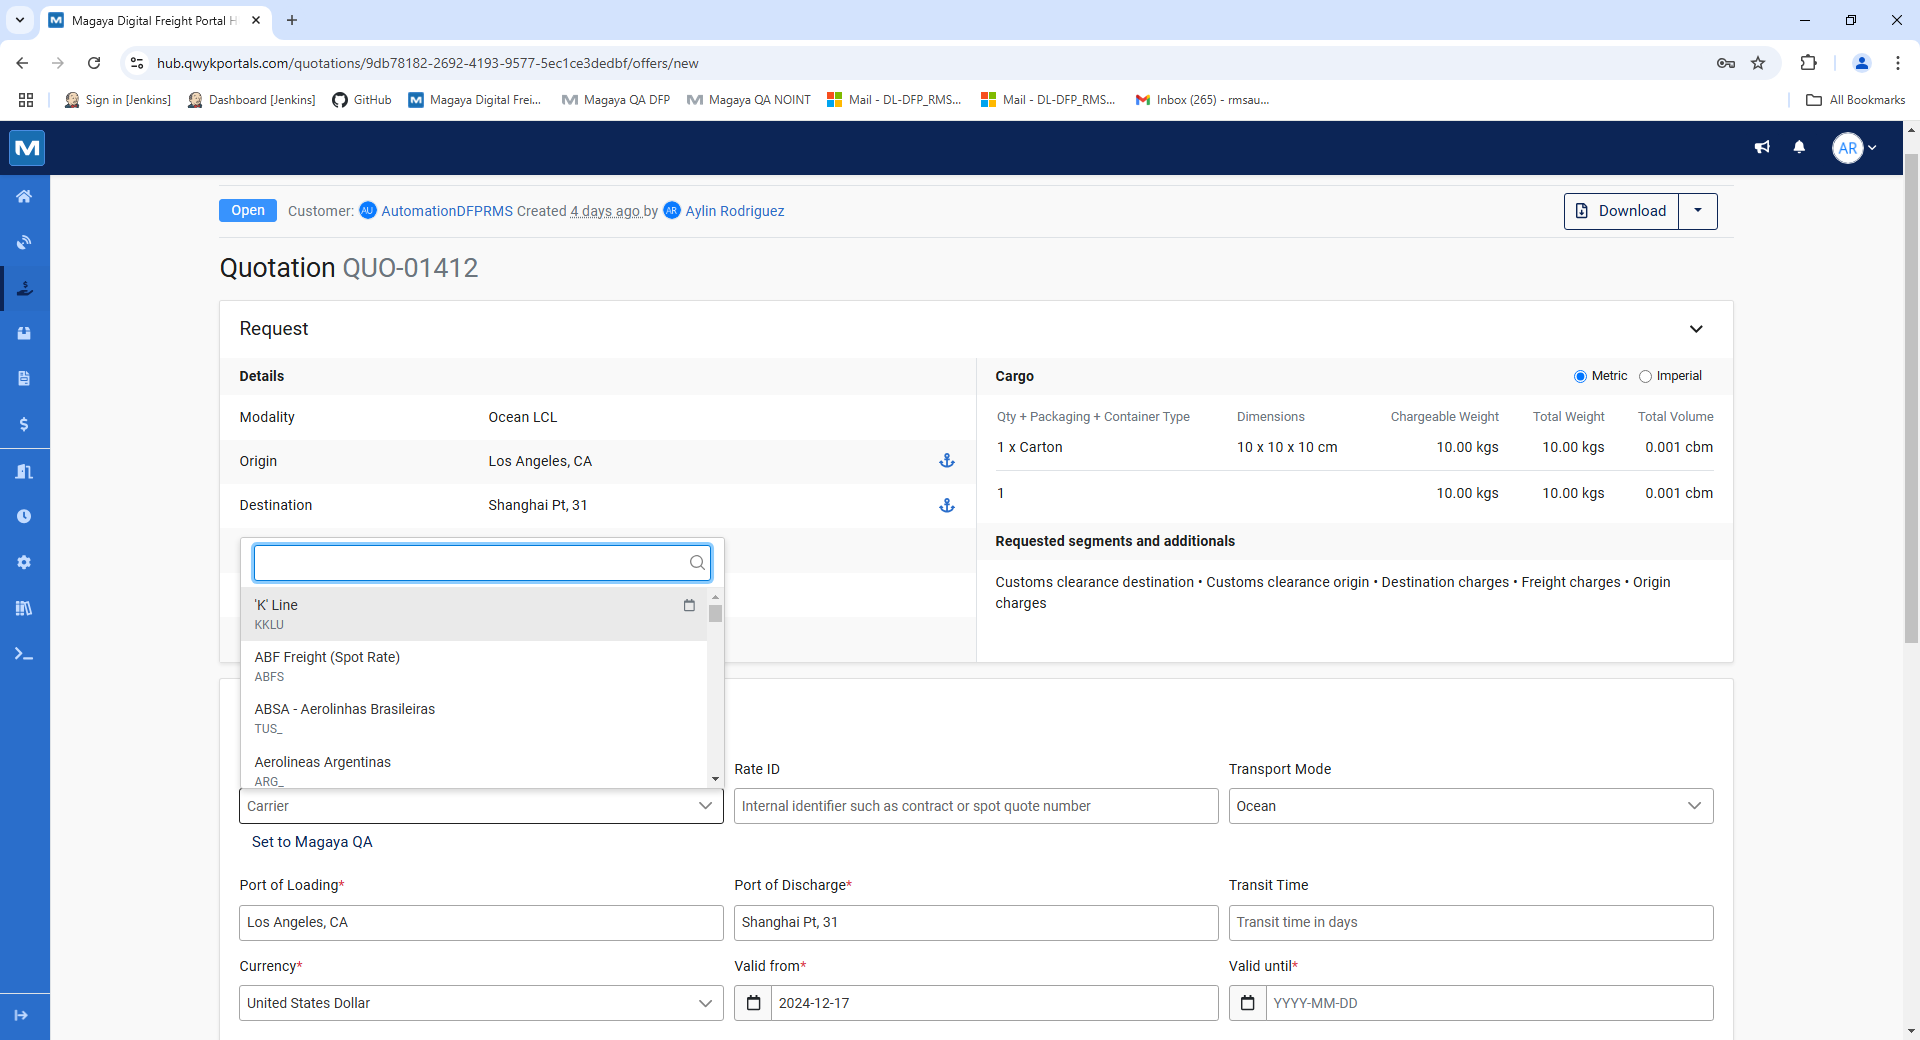 Magaya Digital Freight Portal H
hub.qwykportals.com/quotations/9db78182-2692-4193-9577-5ec1ce3dedbf/offers/new
Sign in [Jenkins]
Dashboard [Jenkins]
GitHub
Magaya Digital Frei...
Magaya QA DFP
Magaya QA NOINT
Mail - DL-DFP_RMS...
Mail - DL-DFP_RMS...
Inbox (265) - rmsau...
All Bookmarks
AR
Open
Customer: AU AutomationDFPRMS Created 4 days ago by AR Aylin Rodriguez
Download
Quotation QUO-01412
Request
Details
Modality Ocean LCL
Origin Los Angeles, CA
Destination Shanghai Pt, 31
Cargo
Metric Imperial
Qty + Packaging + Container Type Dimensions Chargeable Weight Total Weight Total Volume
1 x Carton 10 x 10 x 10 cm 10.00 kgs 10.00 kgs 0.001 cbm
1 10.00 kgs 10.00 kgs 0.001 cbm
Requested segments and additionals
Customs clearance destination • Customs clearance origin • Destination charges • Freight charges • Origin
charges
'K' Line
KKLU
ABF Freight (Spot Rate)
ABFS
ABSA - Aerolinhas Brasileiras
TUS_
Aerolineas Argentinas
ARG_
Rate ID
Transport Mode
Carrier
Internal identifier such as contract or spot quote number
Ocean
Set to Magaya QA
Port of Loading*
Port of Discharge*
Transit Time
Los Angeles, CA
Shanghai Pt, 31
Transit time in days
Currency*
Valid from*
Valid until*
United States Dollar
2024-12-17
YYYY-MM-DD